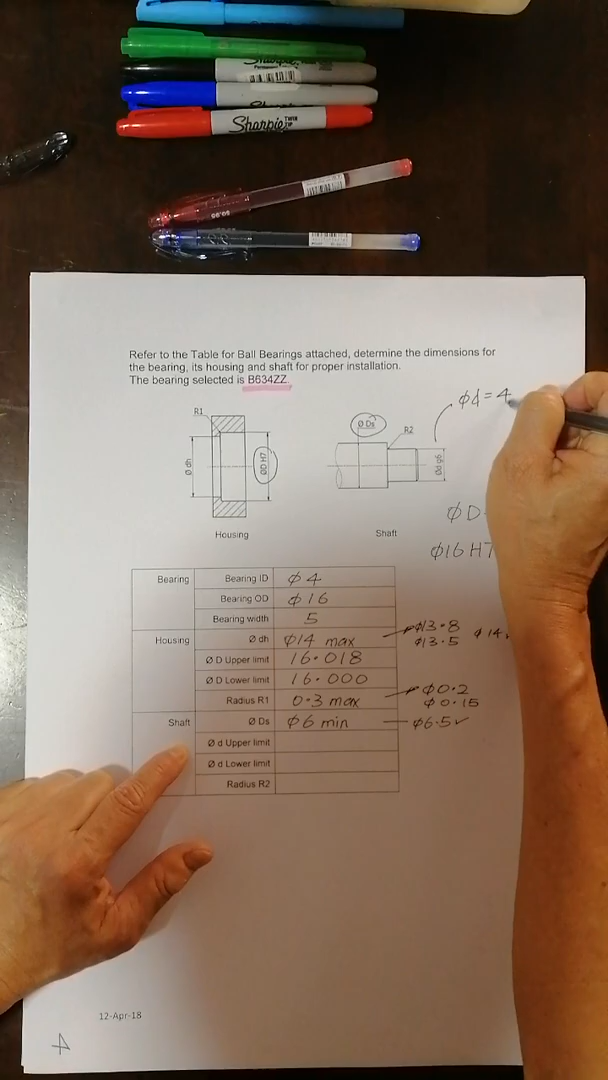 Sharpie
Sharpie TWIN TIP
Refer to the Table for Ball Bearings attached, determine the dimensions for
the bearing, its housing and shaft for proper installation.
The bearing selected is B634ZZ.
R1
Ø dh
ØD H7
Housing
Ø Ds
R2
Ød g6
Shaft
φd=4
φD
φ16 H7
Bearing Bearing ID φ4
Bearing OD φ16
Bearing width 5
Housing Ø dh φ14 max φ13.8
φ13.5 φ14
Ø D Upper limit 16.018
Ø D Lower limit 16.000
Radius R1 0.3 max φ0.2
φ0.15
Shaft Ø Ds φ6 min φ6.5✓
Ø d Upper limit
Ø d Lower limit
Radius R2
12-Apr-18